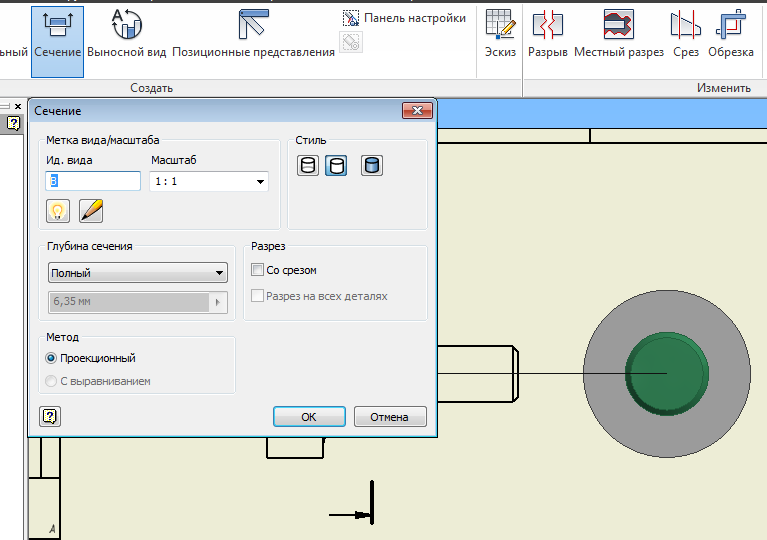 Панель настройки
ьный Сечение Выносной вид Позиционные представления Эскиз Разрыв Местный разрез Срез Обрезка
Создать Изменить
Сечение
Метка вида/масштаба Стиль
Ид. вида Масштаб
B 1 : 1
Глубина сечения Разрез
Полный Со срезом
6,35 мм Разрез на всех деталях
Метод
Проекционный
С выравниванием
ОК Отмена
A